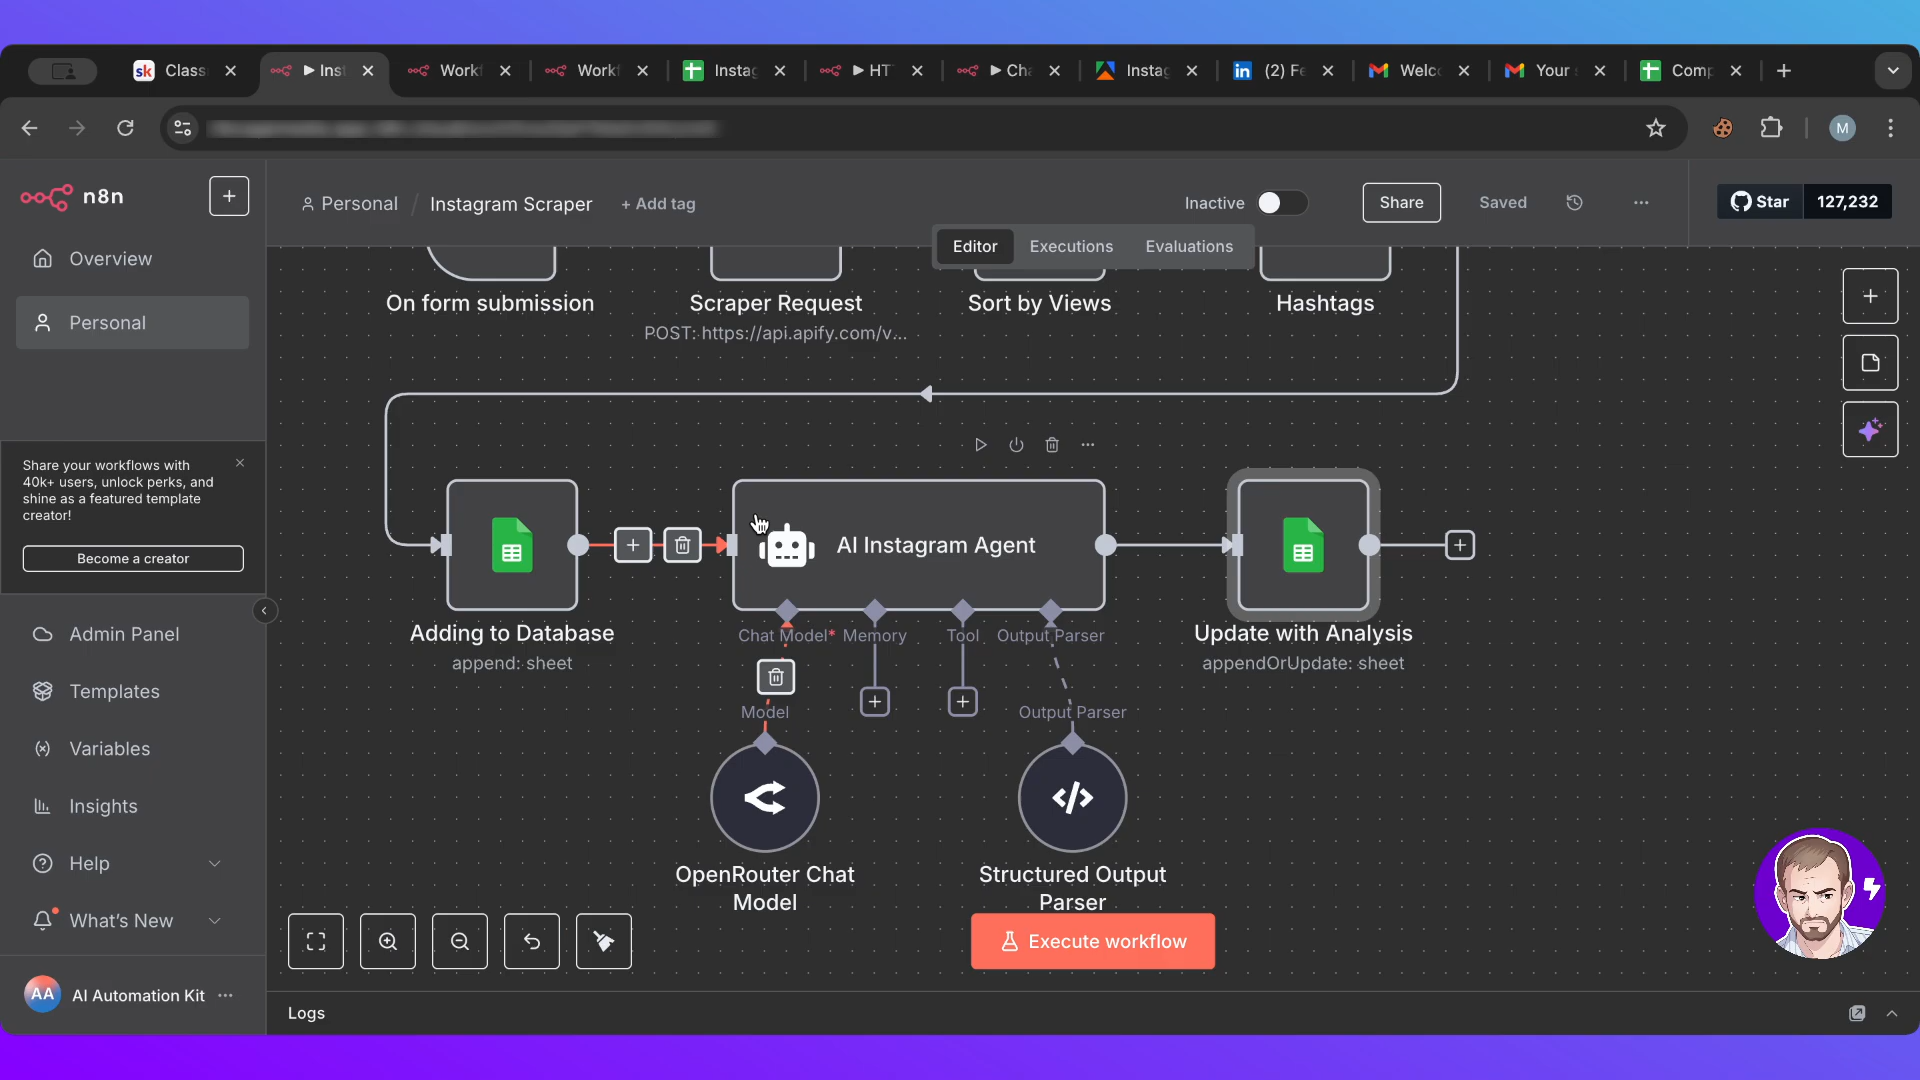 Class
Inst
Workf
Workf
Instag
HT
Cha
Instag
(2) Fe
Welc
Your
Comp
M
n8n
Personal / Instagram Scraper + Add tag
Inactive
Share
Saved
Star 127,232
Editor Executions Evaluations
Overview
Personal
Share your workflows with
40k+ users, unlock perks, and
shine as a featured template
creator!
Become a creator
Admin Panel
Templates
Variables
Insights
Help
What's New
AA AI Automation Kit
On form submission
Scraper Request
POST: https://api.apify.com/v...
Sort by Views
Hashtags
AI Instagram Agent
Adding to Database
append: sheet
Chat Model* Memory Tool Output Parser
Update with Analysis
appendOrUpdate: sheet
Model
Output Parser
OpenRouter Chat
Model
Structured Output
Parser
Execute workflow
Logs